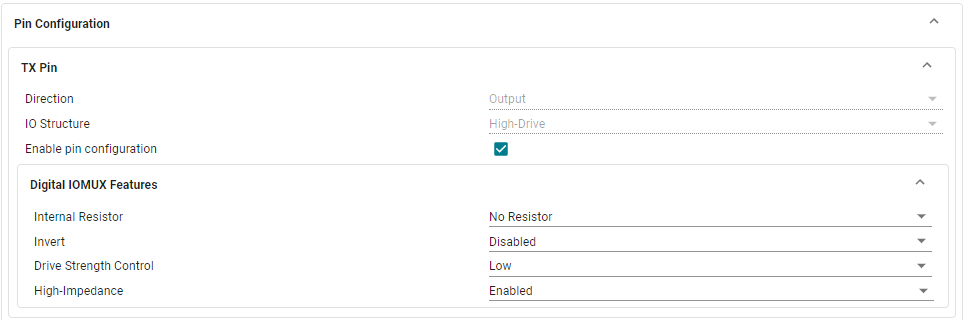 Pin Configuration
TX Pin
Direction Output
IO Structure High-Drive
Enable pin configuration
Digital IOMUX Features
Internal Resistor No Resistor
Invert Disabled
Drive Strength Control Low
High-Impedance Enabled